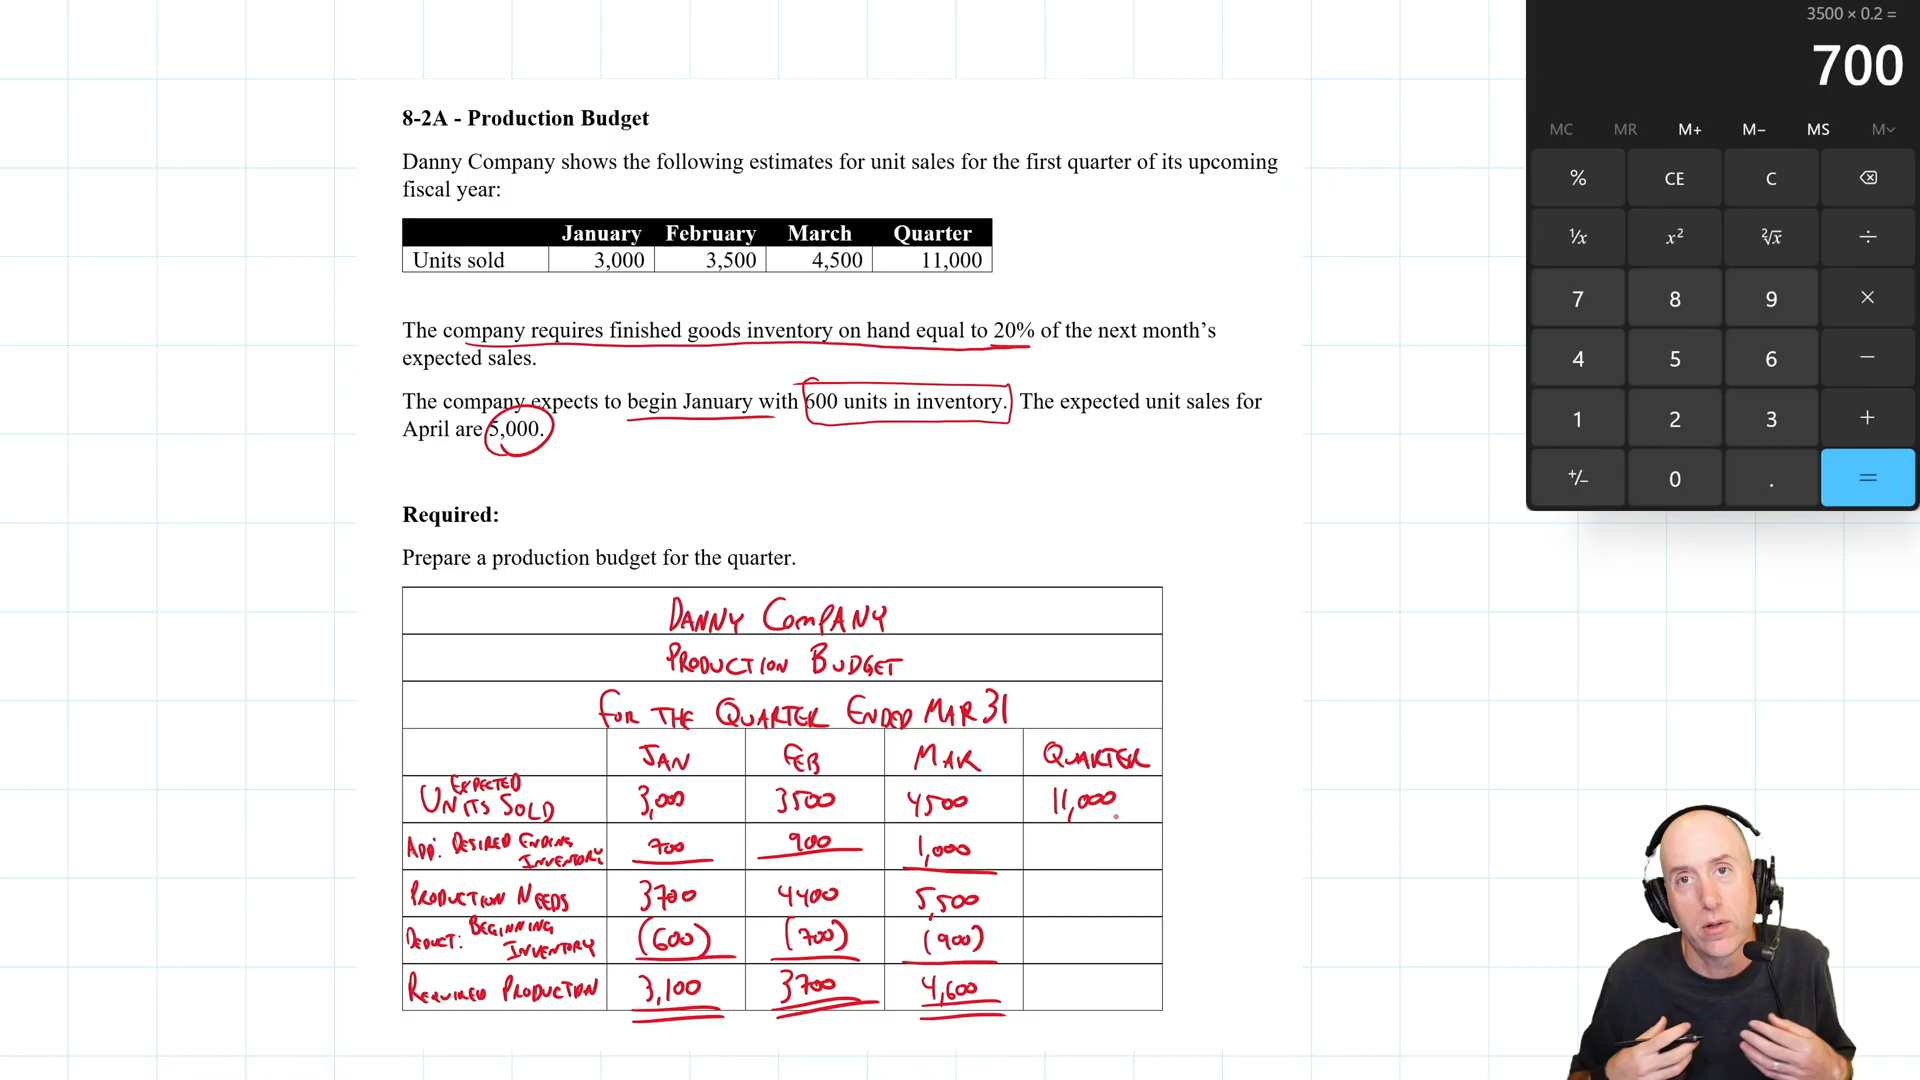 3500 × 0.2 =
700
MC MR M+ M− MS M˅
% CE C ⌫
¹/x x² ²√x ÷
7 8 9 ×
4 5 6 −
1 2 3 +
+/− 0 . =
8-2A - Production Budget
Danny Company shows the following estimates for unit sales for the first quarter of its upcoming
fiscal year:
January February March Quarter
Units sold 3,000 3,500 4,500 11,000
The company requires finished goods inventory on hand equal to 20% of the next month’s
expected sales.
The company expects to begin January with 600 units in inventory. The expected unit sales for
April are 5,000.
Required:
Prepare a production budget for the quarter.
DANNY COMPANY
PRODUCTION BUDGET
FOR THE QUARTER ENDED MAR 31
JAN FEB MAR QUARTER
EXPECTED
UNITS SOLD 3,000 3500 4500 11,000
ADD: DESIRED ENDING
INVENTORY 700 900 1,000
PRODUCTION NEEDS 3700 4400 5,500
DEDUCT: BEGINNING
INVENTORY (600) (700) (900)
REQUIRED PRODUCTION 3,100 3700 4,600